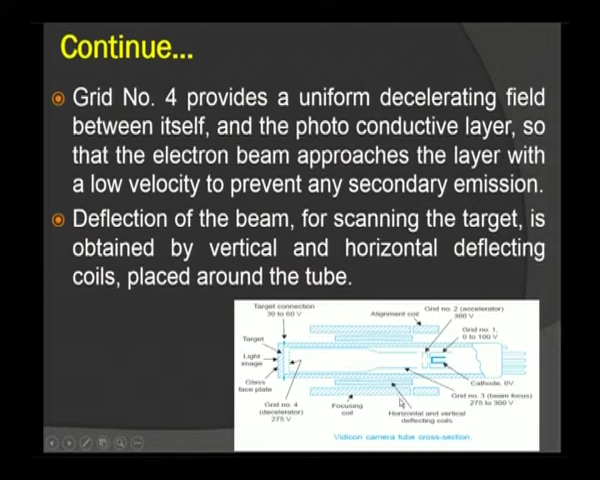 Continue...
Grid No. 4 provides a uniform decelerating field
between itself, and the photo conductive layer, so
that the electron beam approaches the layer with
a low velocity to prevent any secondary emission.
Deflection of the beam, for scanning the target, is
obtained by vertical and horizontal deflecting
coils, placed around the tube.
Target connection
30 to 60 V
Alignment coil
Grid no. 2 (accelerator)
300 V
Grid no. 1,
0 to 100 V
Target
Light
image
Glass
face plate
Cathode, 0V
Grid no. 4
(decelerator)
275 V
Focusing
coil
Horizontal and vertical
deflecting coils
Grid no. 3 (beam focus)
275 to 300 V
Vidicon camera tube cross-section.